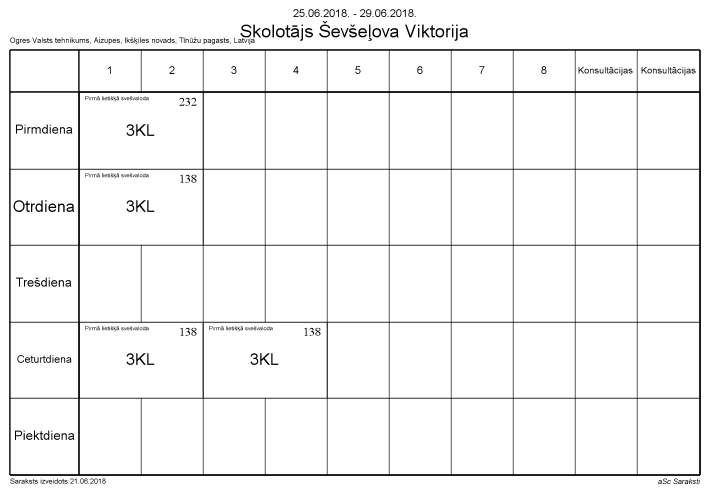 25.06.2018. - 29.06.2018.
Skolotājs Ševšeļova Viktorija
Ogres Valsts tehnikums, Aizupes, Ikšķiles novads, Tīnūžu pagasts, Latvija
1 2 3 4 5 6 7 8 Konsultācijas Konsultācijas
Pirmā lietišķā svešvaloda 232
Pirmdiena 3KL
Pirmā lietišķā svešvaloda 138
Otrdiena 3KL
Trešdiena
Pirmā lietišķā svešvaloda 138 Pirmā lietišķā svešvaloda 138
Ceturtdiena 3KL 3KL
Piektdiena
Saraksts izveidots:21.06.2018 aSc Saraksti